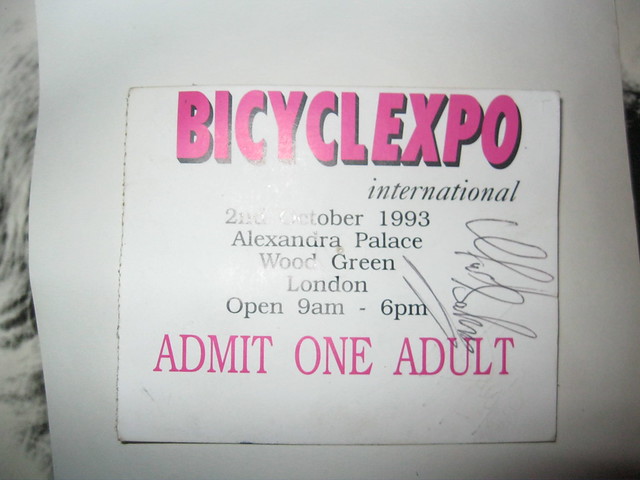 BICYCLEXPO
international
2nd October 1993
Alexandra Palace
Wood Green
London
Open 9am - 6pm
ADMIT ONE ADULT